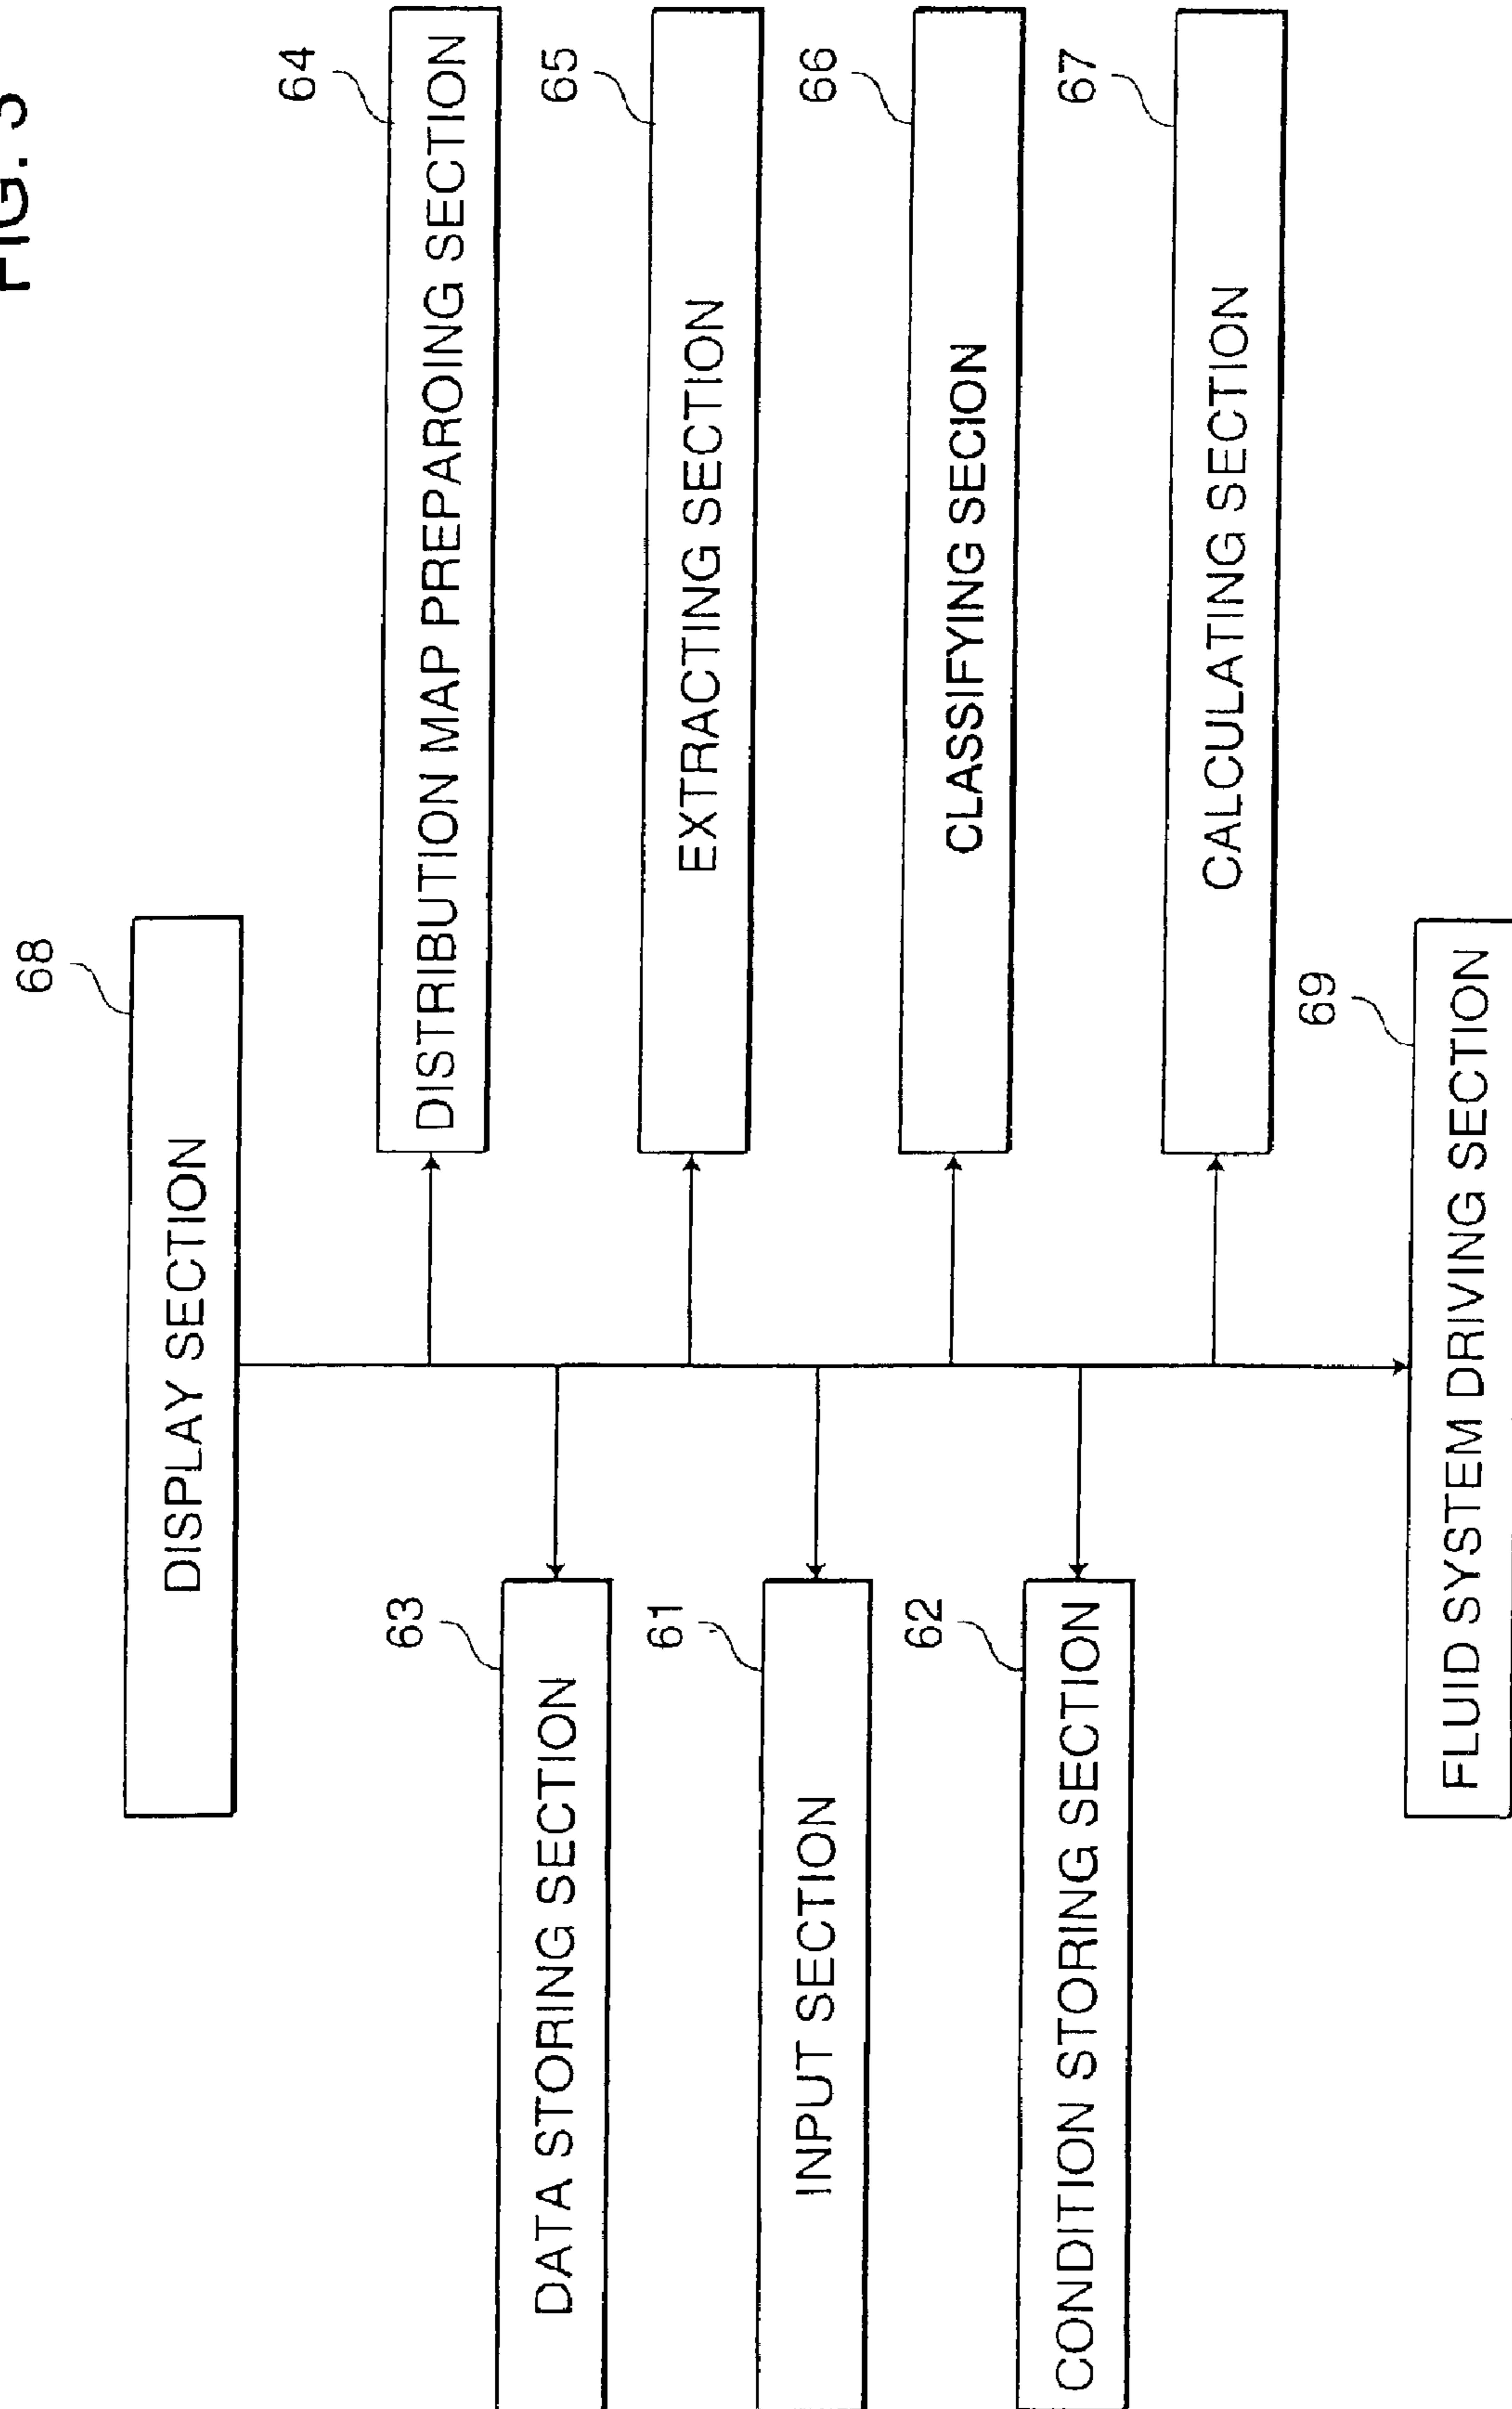 FIG.
68
DISPLAY SECTION
64
DISTRIBUTION MAP PREPAROING SECTION
63
DATA STORING SECTION
65
EXTRACTING SECTION
61
INPUT SECTION
66
CLASSIFYING SECION
62
CONDITION STORING SECTION
67
CALCULATING SECTION
69
FLUID SYSTEM DRIVING SECTION